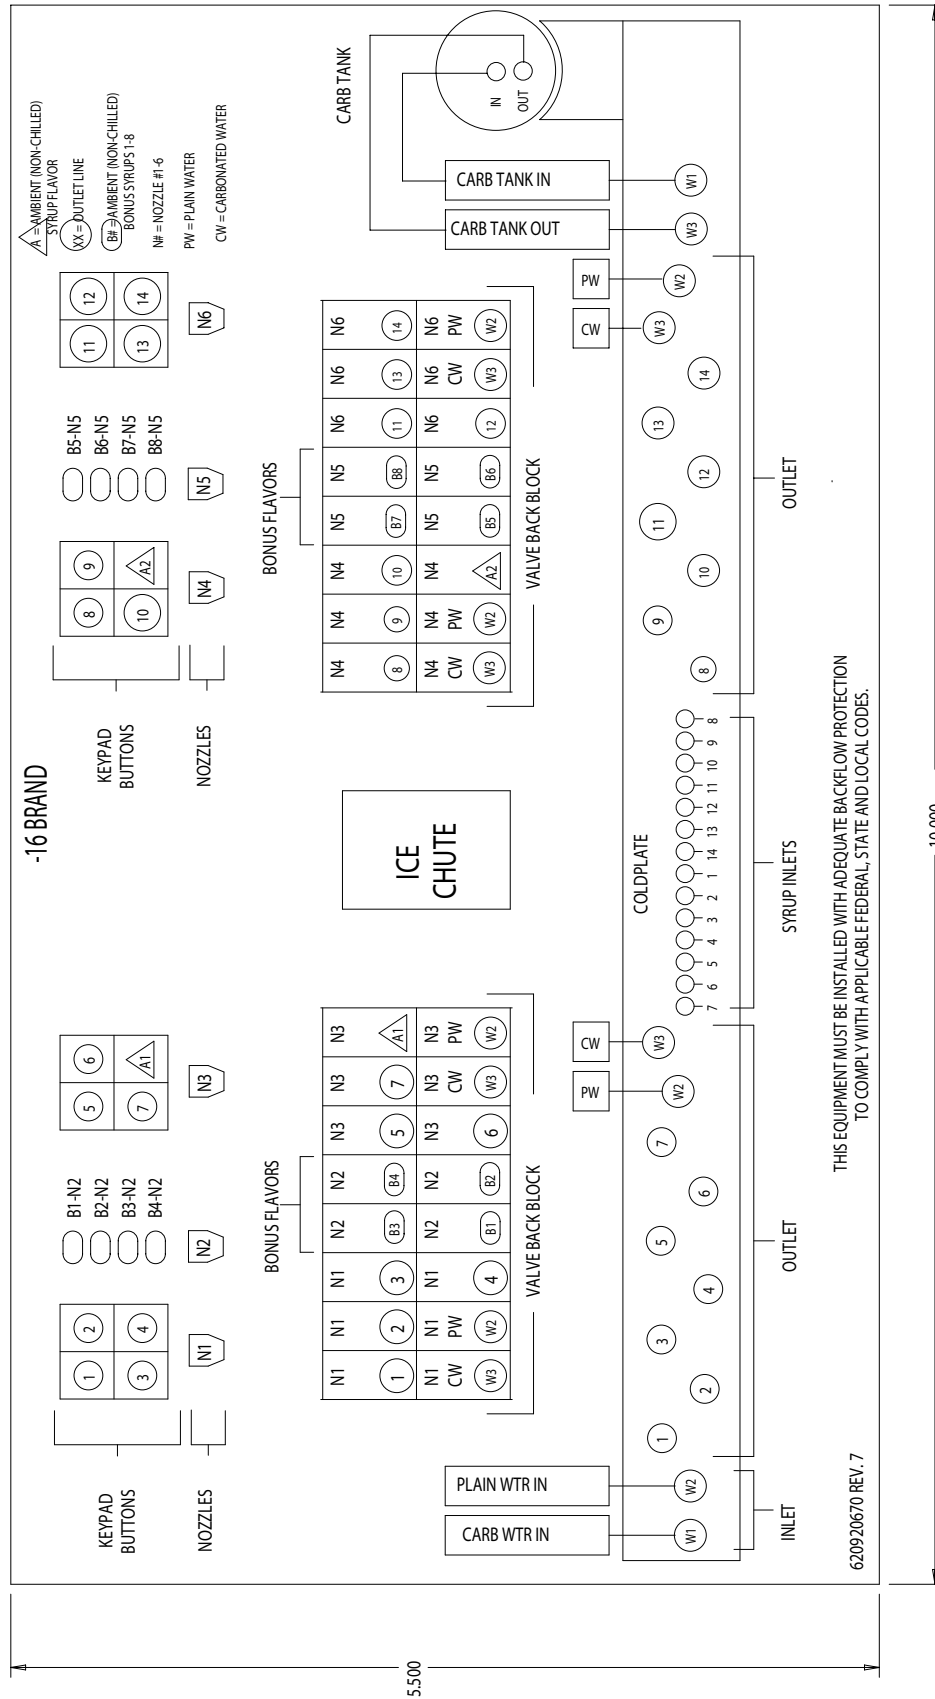 -16 BRAND
A = AMBIENT (NON-CHILLED)
SYRUP FLAVOR
XX = OUTLET LINE
B# = AMBIENT (NON-CHILLED)
BONUS SYRUPS 1-8
N# = NOZZLE #1-6
PW = PLAIN WATER
CW = CARBONATED WATER
KEYPAD
BUTTONS
1 2
3 4
B1-N2
B2-N2
B3-N2
B4-N2
5 6
7 A1
NOZZLES
N1 N2 N3
KEYPAD
BUTTONS
8 9
10 A2
B5-N5
B6-N5
B7-N5
B8-N5
11 12
13 14
NOZZLES
N4 N5 N6
BONUS FLAVORS
N1 N1 N1 N2 N2 N3 N3 N3
1 2 3 B3 B4 5 7 A1
N1 N1 N1 N2 N2 N3 N3 N3
CW PW CW PW
W3 W2 4 B1 B2 6 W3 W2
VALVE BACK BLOCK
ICE
CHUTE
BONUS FLAVORS
N4 N4 N4 N5 N5 N6 N6 N6
8 9 10 B7 B8 11 13 14
N4 N4 N4 N5 N5 N6 N6 N6
CW PW CW PW
W3 W2 A2 B5 B6 12 W3 W2
VALVE BACK BLOCK
CARB TANK
IN
OUT
CARB WTR IN
PLAIN WTR IN
PW
CW
CW
PW
CARB TANK OUT
CARB TANK IN
COLDPLATE
W1 W2 1 2 3 4 5 6 7 W2 W3
7 6 5 4 3 2 1 14 13 12 11 10 9 8
8 9 10 11 12 13 14 W3 W2 W3 W1
INLET
OUTLET
SYRUP INLETS
OUTLET
THIS EQUIPMENT MUST BE INSTALLED WITH ADEQUATE BACKFLOW PROTECTION
TO COMPLY WITH APPLICABLE FEDERAL, STATE AND LOCAL CODES.
620920670 REV. 7
5.500
10.000